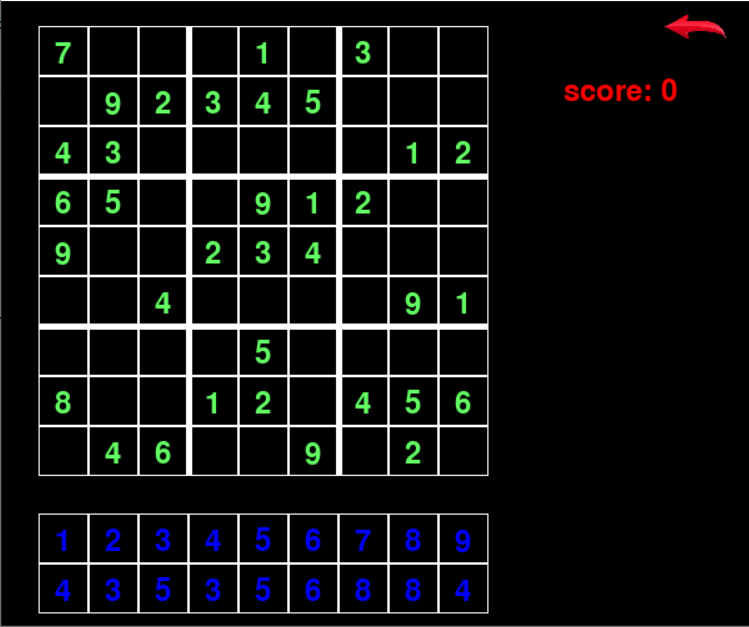 7 1 3
score: 0
9 2 3 4 5
4 3 1 2
6 5 9 1 2
9 2 3 4
4 9 1
5
8 1 2 4 5 6
4 6 9 2
1 2 3 4 5 6 7 8 9
4 3 5 3 5 6 8 8 4